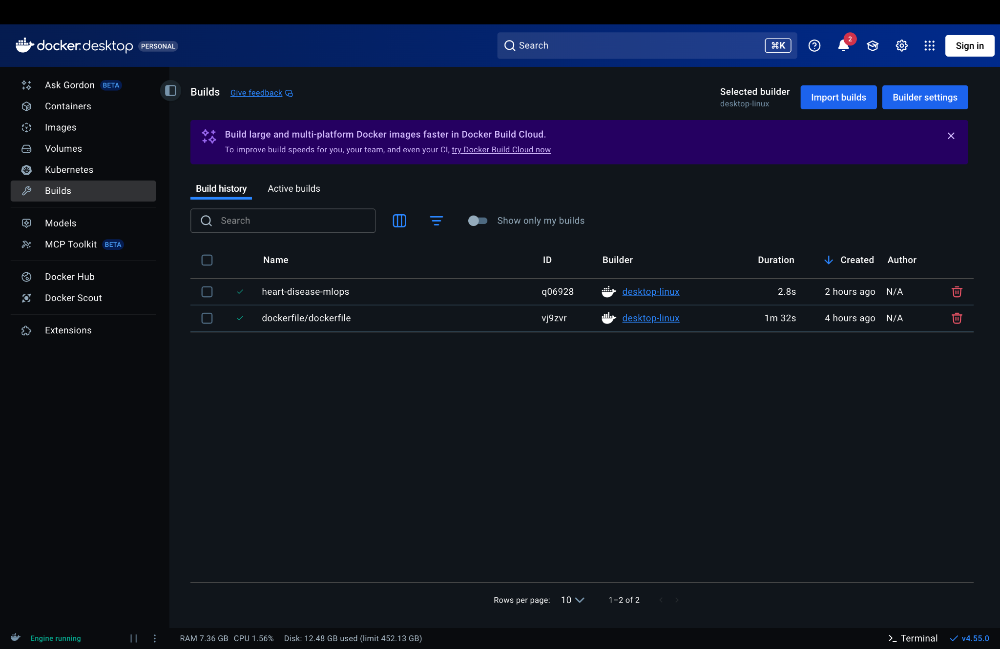 docker.desktop PERSONAL
Search ⌘K
2
Sign in
Ask Gordon BETA
Containers
Images
Volumes
Kubernetes
Builds
Models
MCP Toolkit BETA
Docker Hub
Docker Scout
Extensions
Builds Give feedback
Selected builder
desktop-linux
Import builds
Builder settings
Build large and multi-platform Docker images faster in Docker Build Cloud.
To improve build speeds for you, your team, and even your CI, try Docker Build Cloud now
Build history Active builds
Search
Show only my builds
Name ID Builder Duration Created Author
heart-disease-mlops q06928 desktop-linux 2.8s 2 hours ago N/A
dockerfile/dockerfile vj9zvr desktop-linux 1m 32s 4 hours ago N/A
Rows per page: 10 1–2 of 2
Engine running
RAM 7.36 GB CPU 1.56% Disk: 12.48 GB used (limit 452.13 GB)
>_ Terminal
v4.55.0